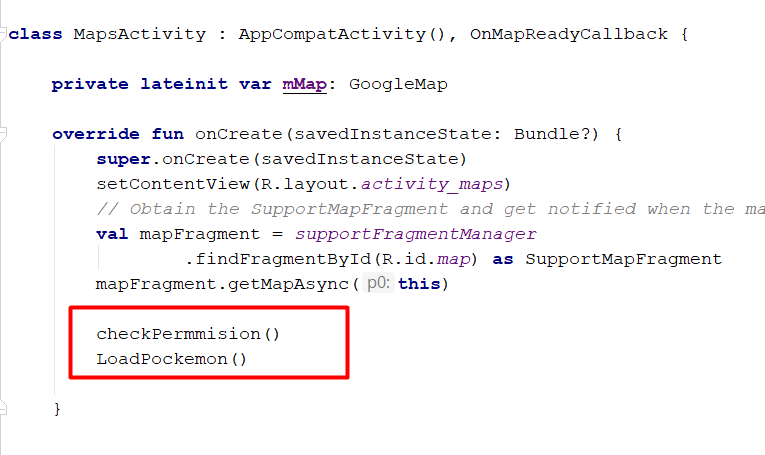 class MapsActivity : AppCompatActivity(), OnMapReadyCallback {
private lateinit var mMap: GoogleMap
override fun onCreate(savedInstanceState: Bundle?) {
super.onCreate(savedInstanceState)
setContentView(R.layout.activity_maps)
// Obtain the SupportMapFragment and get notified when the ma
val mapFragment = supportFragmentManager
.findFragmentById(R.id.map) as SupportMapFragment
mapFragment.getMapAsync( p0: this)
checkPermmision()
LoadPockemon()
}